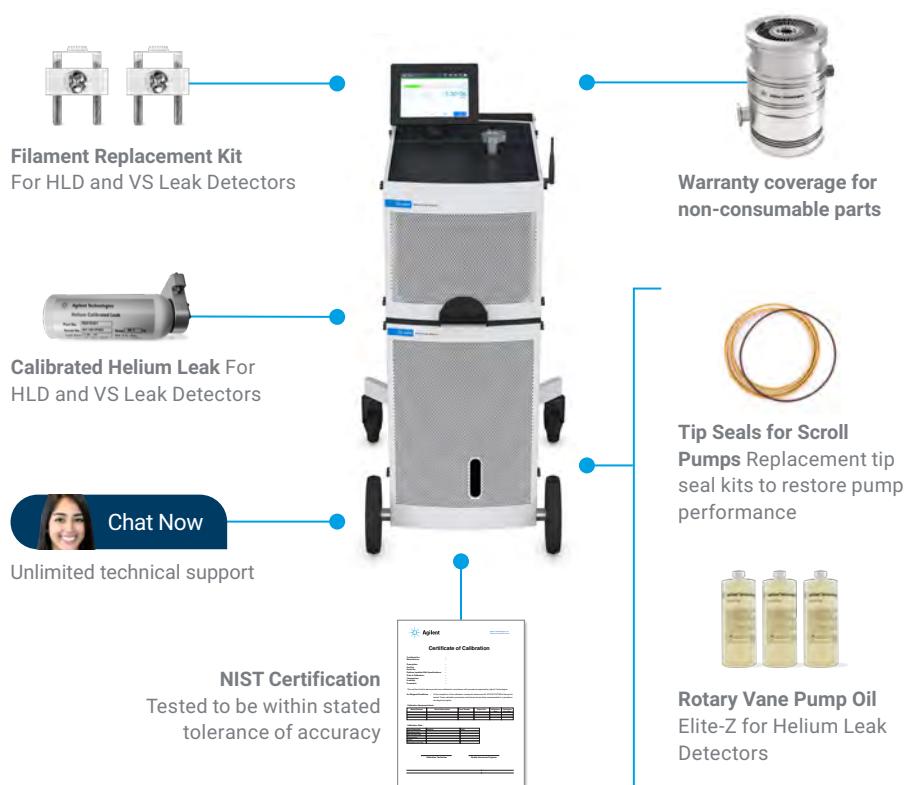 Filament Replacement Kit
For HLD and VS Leak Detectors
Warranty coverage for
non-consumable parts
Agilent Technologies
Helium Calibrated Leak
Calibrated Helium Leak For
HLD and VS Leak Detectors
Tip Seals for Scroll
Pumps Replacement tip
seal kits to restore pump
performance
Chat Now
Unlimited technical support
Agilent
Certificate of Calibration
NIST Certification
Tested to be within stated
tolerance of accuracy
Rotary Vane Pump Oil
Elite-Z for Helium Leak
Detectors